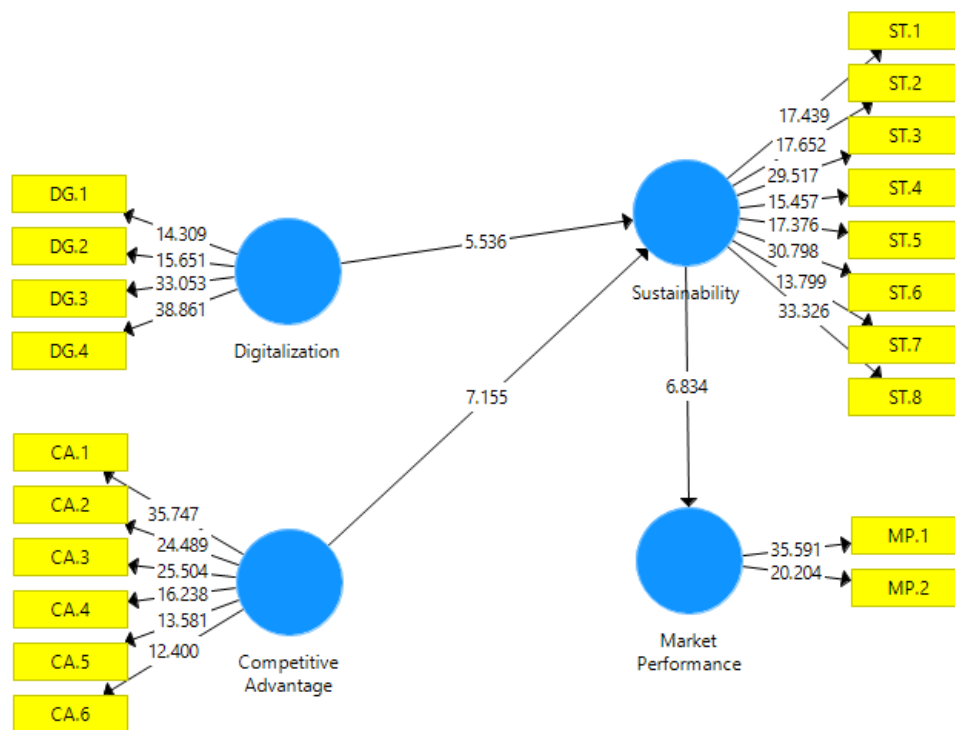 ST.1
ST.2
17.439
17.652
ST.3
29.517
DG.1
15.457
ST.4
14.309
17.376
DG.2
5.536
ST.5
15.651
30.798
33.053
13.799
DG.3
Sustainability
ST.6
38.861
33.326
DG.4
Digitalization
ST.7
6.834
ST.8
7.155
CA.1
CA.2
35.747
24.489
CA.3
25.504
MP.1
35.591
16.238
20.204
MP.2
CA.4
13.581
12.400
Market
Performance
CA.5
Competitive
Advantage
CA.6